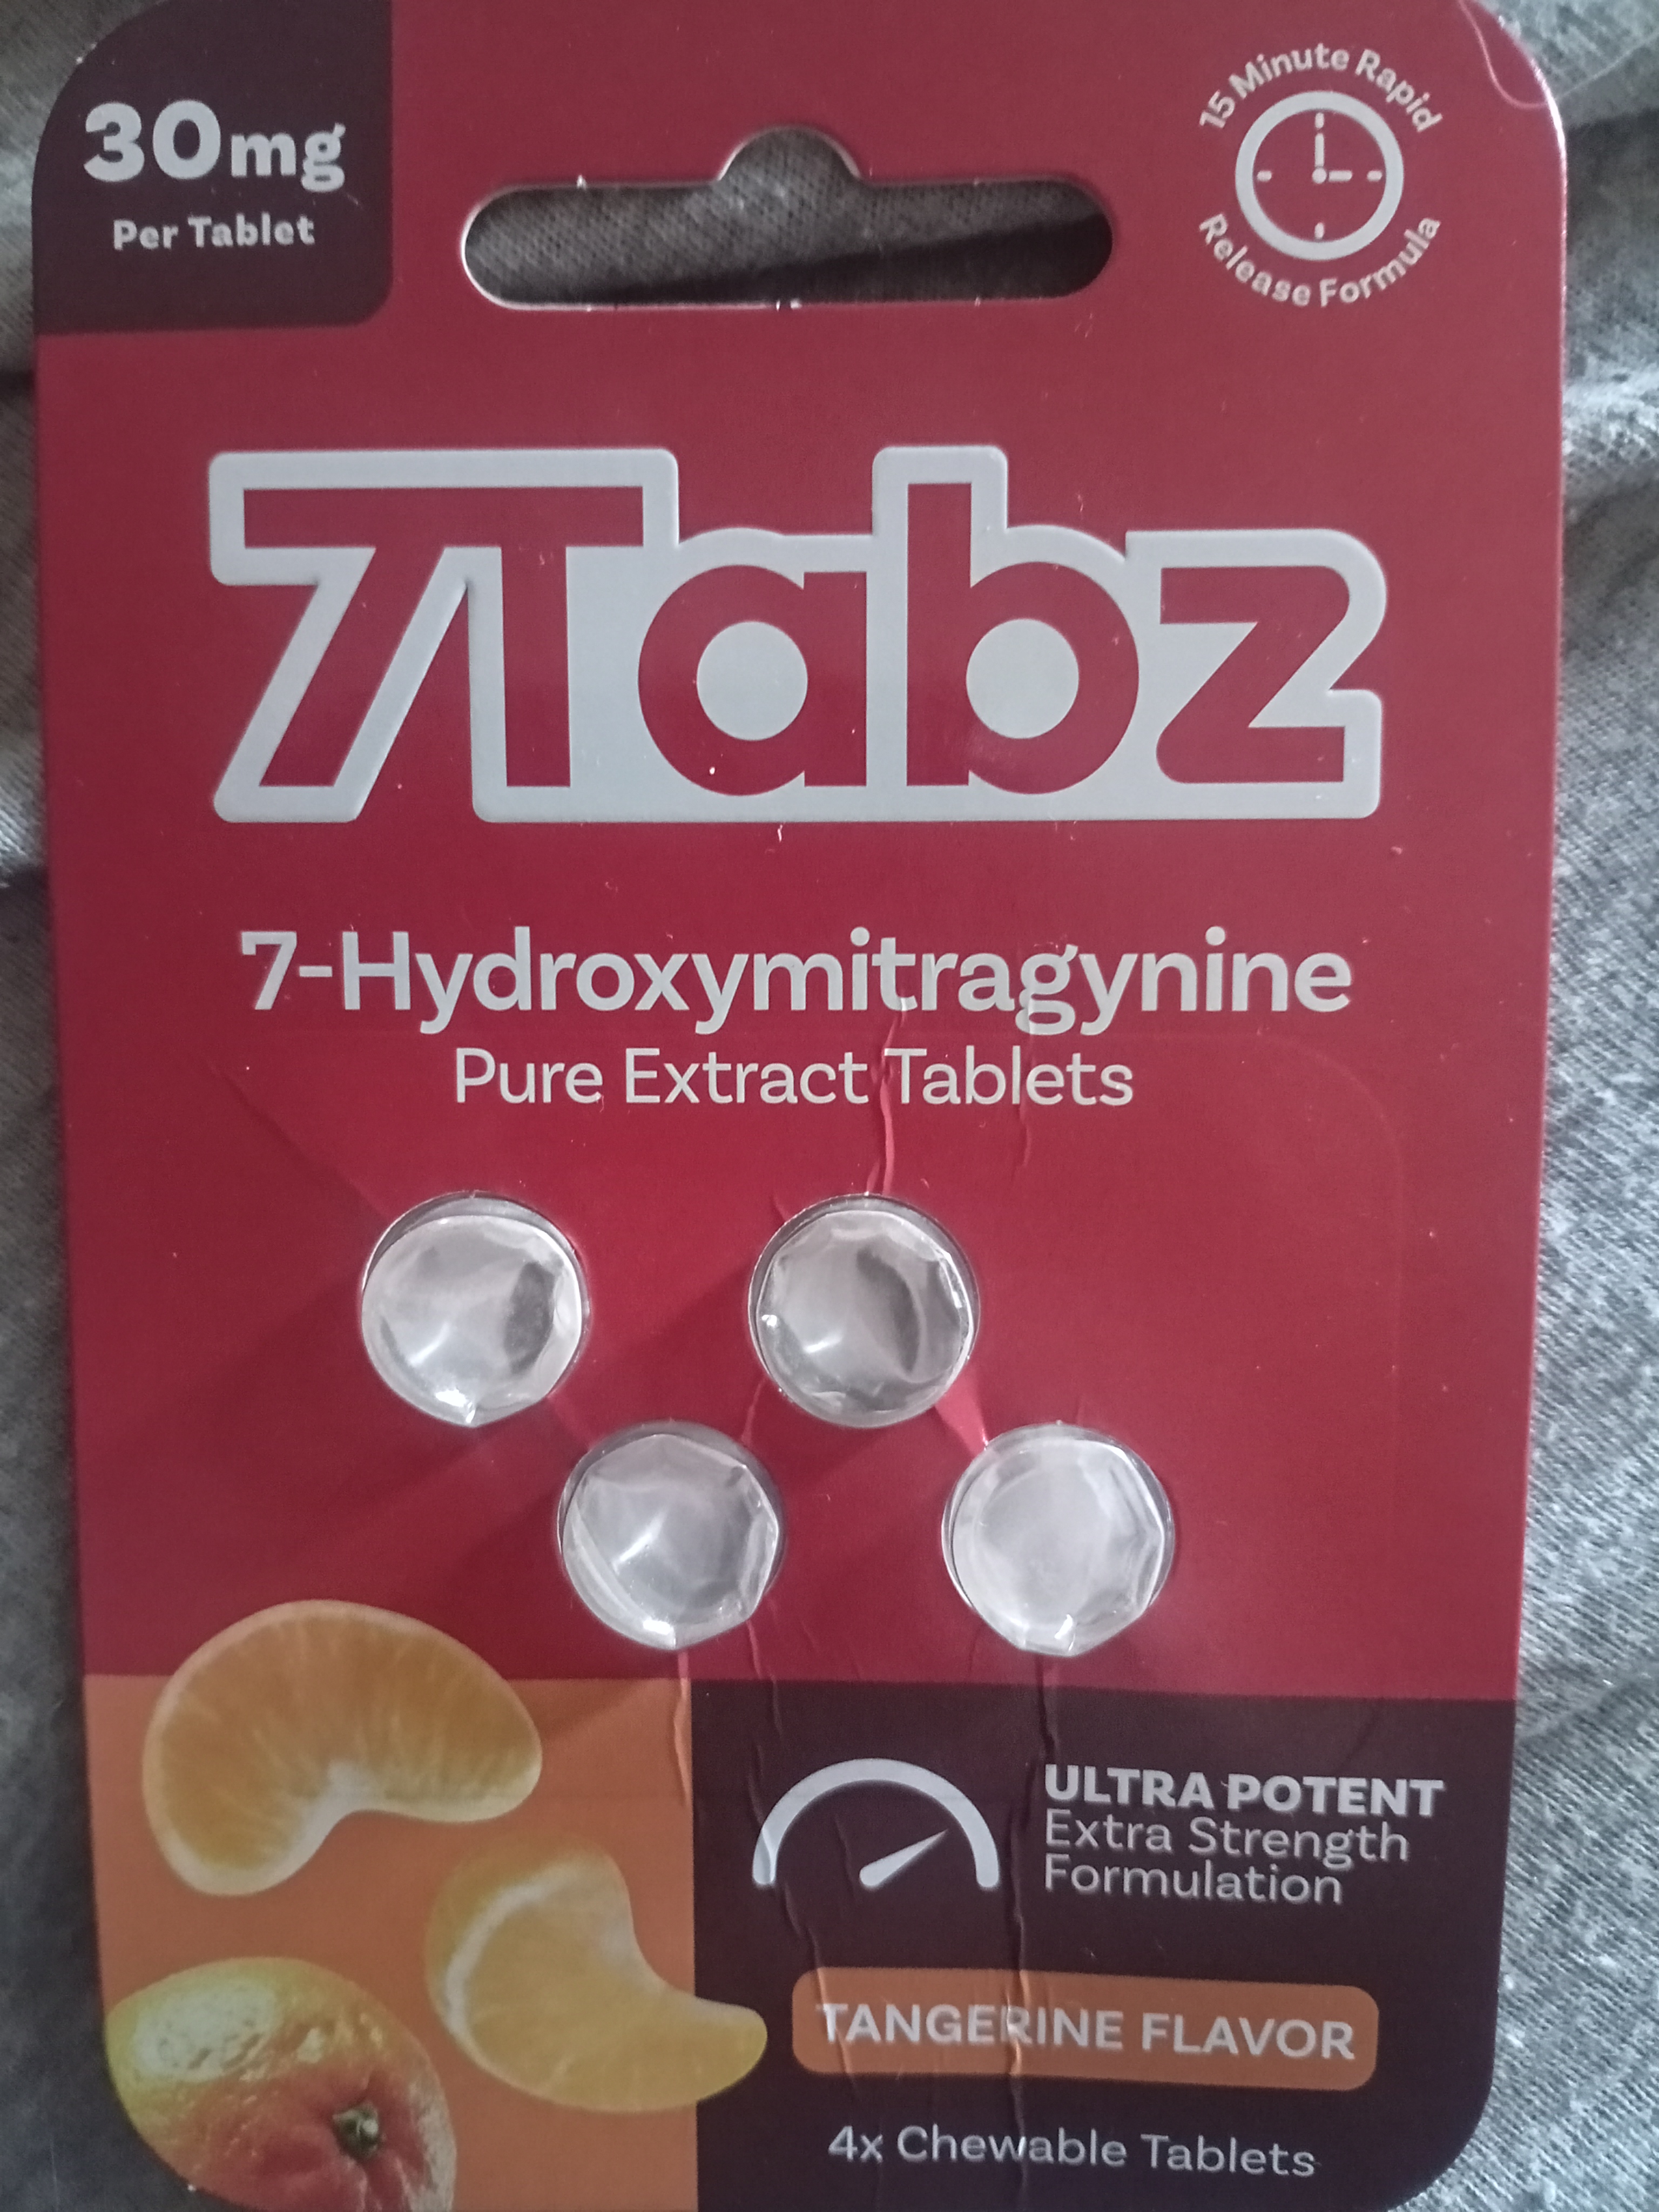 30mg
Per Tablet
15 Minute Rapid
Release Formula
7Tabz
7-Hydroxymitragynine
Pure Extract Tablets
ULTRA POTENT
Extra Strength
Formulation
TANGERINE FLAVOR
4x Chewable Tablets